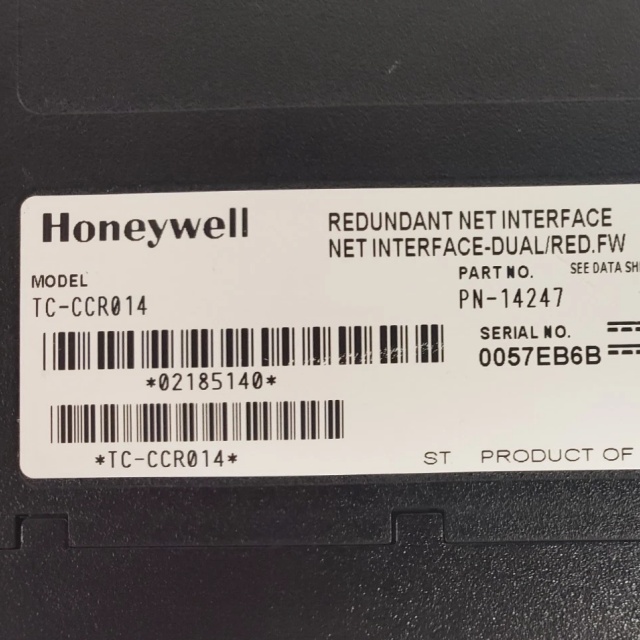 Honeywell
REDUNDANT NET INTERFACE
NET INTERFACE-DUAL/RED.FW
MODEL
TC-CCR014
PART NO.
SEE DATA SH
PN-14247
SERIAL NO.
0057EB6B
*02185140*
*TC-CCR014*
ST PRODUCT OF